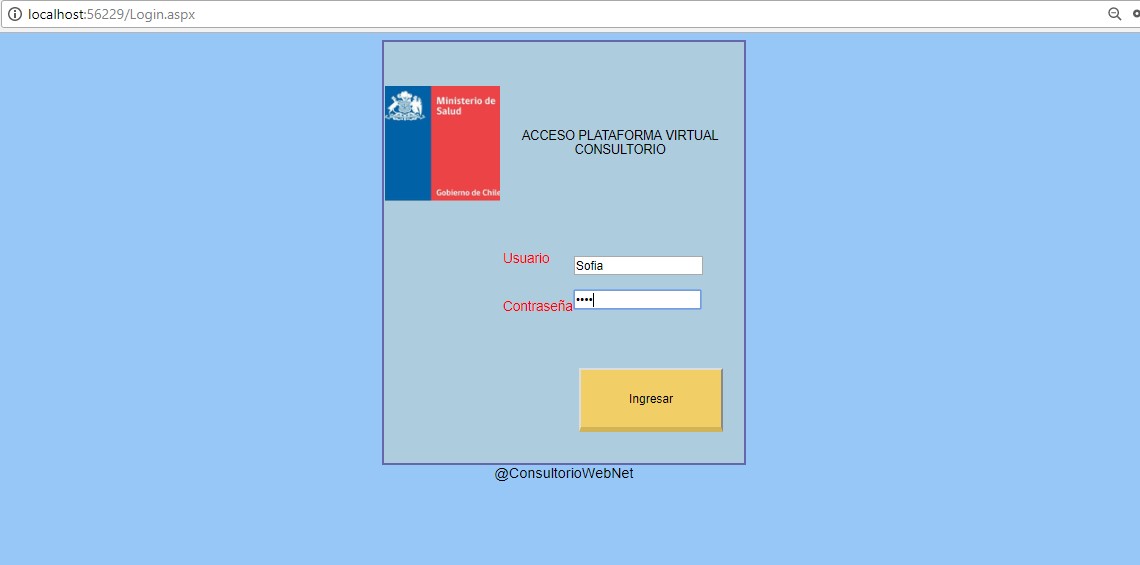 localhost:56229/Login.aspx
Ministerio de
Salud
Gobierno de Chile
ACCESO PLATAFORMA VIRTUAL
CONSULTORIO
Usuario
Sofia
Contraseña
••••
Ingresar
@ConsultorioWebNet